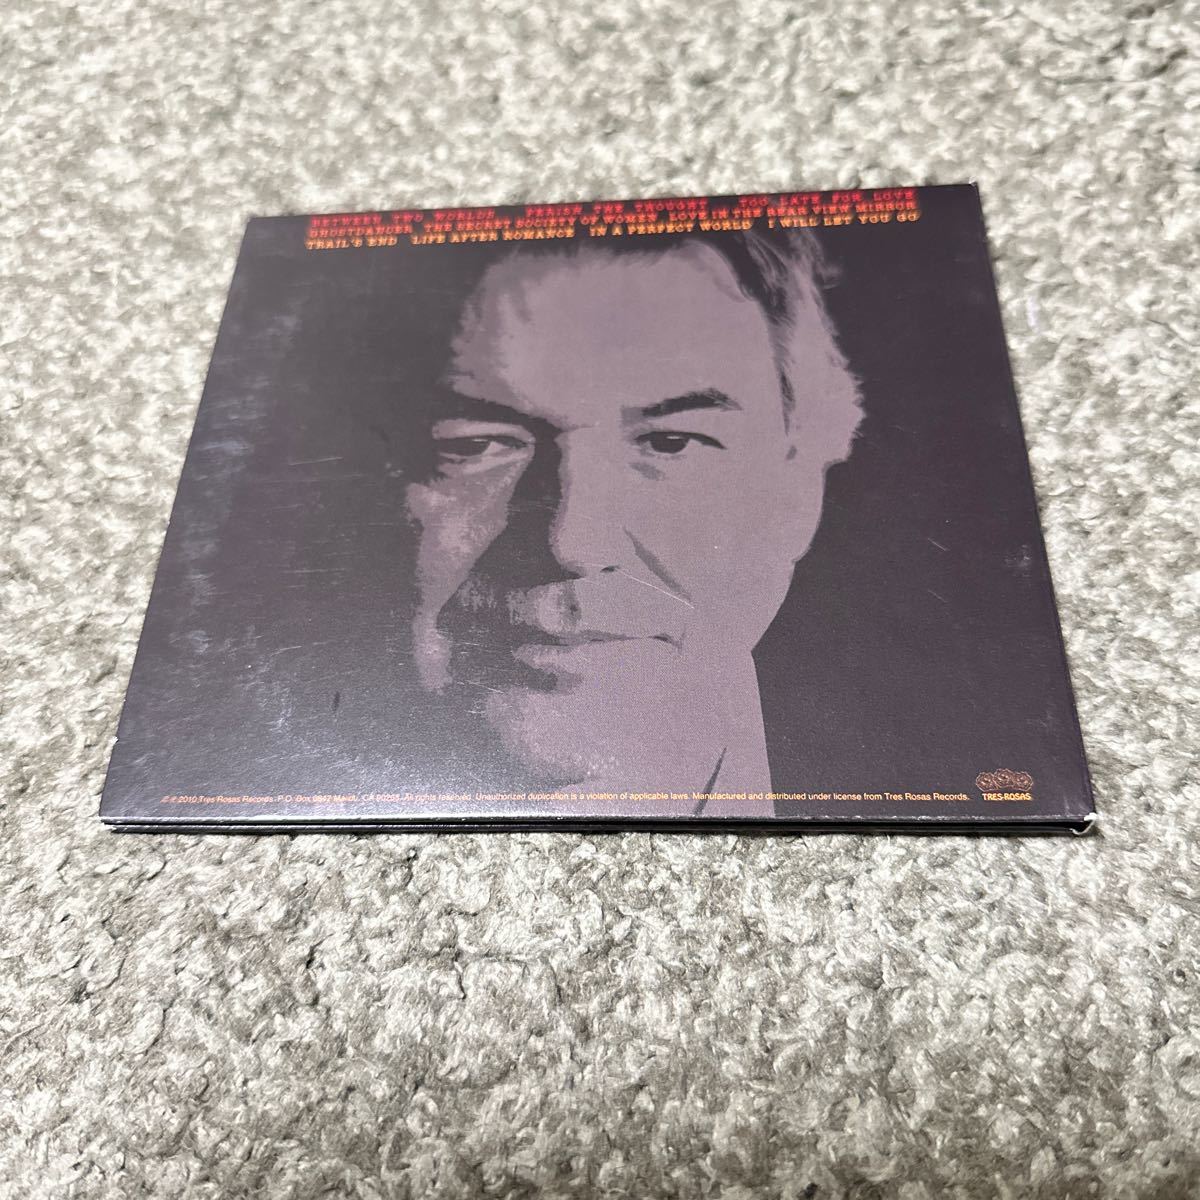 BETWEEN TWO WORLDS PERISH THE THOUGHT TOO LATE FOR LOVE
GHOSTDANCER THE SECRET SOCIETY OF WOMEN LOVE IN THE REAR VIEW MIRROR
TRAIL'S END LIFE AFTER ROMANCE IN A PERFECT WORLD I WILL LET YOU GO
© ℗ 2010 Tres Rosas Records. P.O. Box CA All rights reserved. Unauthorized duplication is a violation of applicable laws. Manufactured and distributed under license from Tres Rosas Records.
TRES·ROSAS